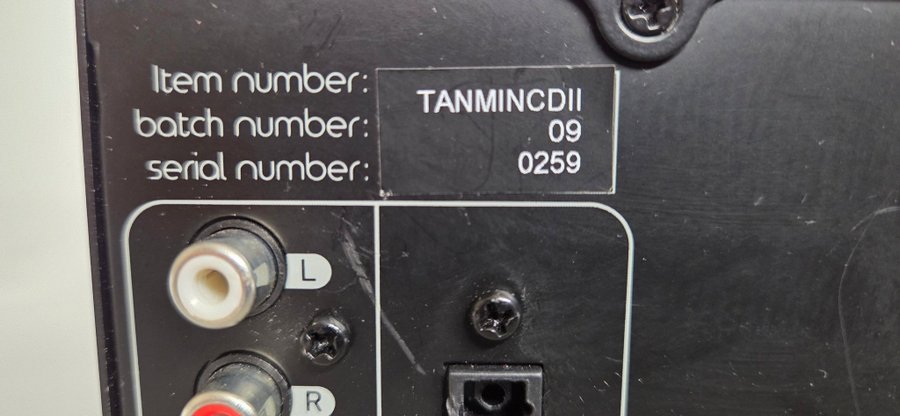 Item number: TANMINCDII
batch number: 09
serial number: 0259
L
R